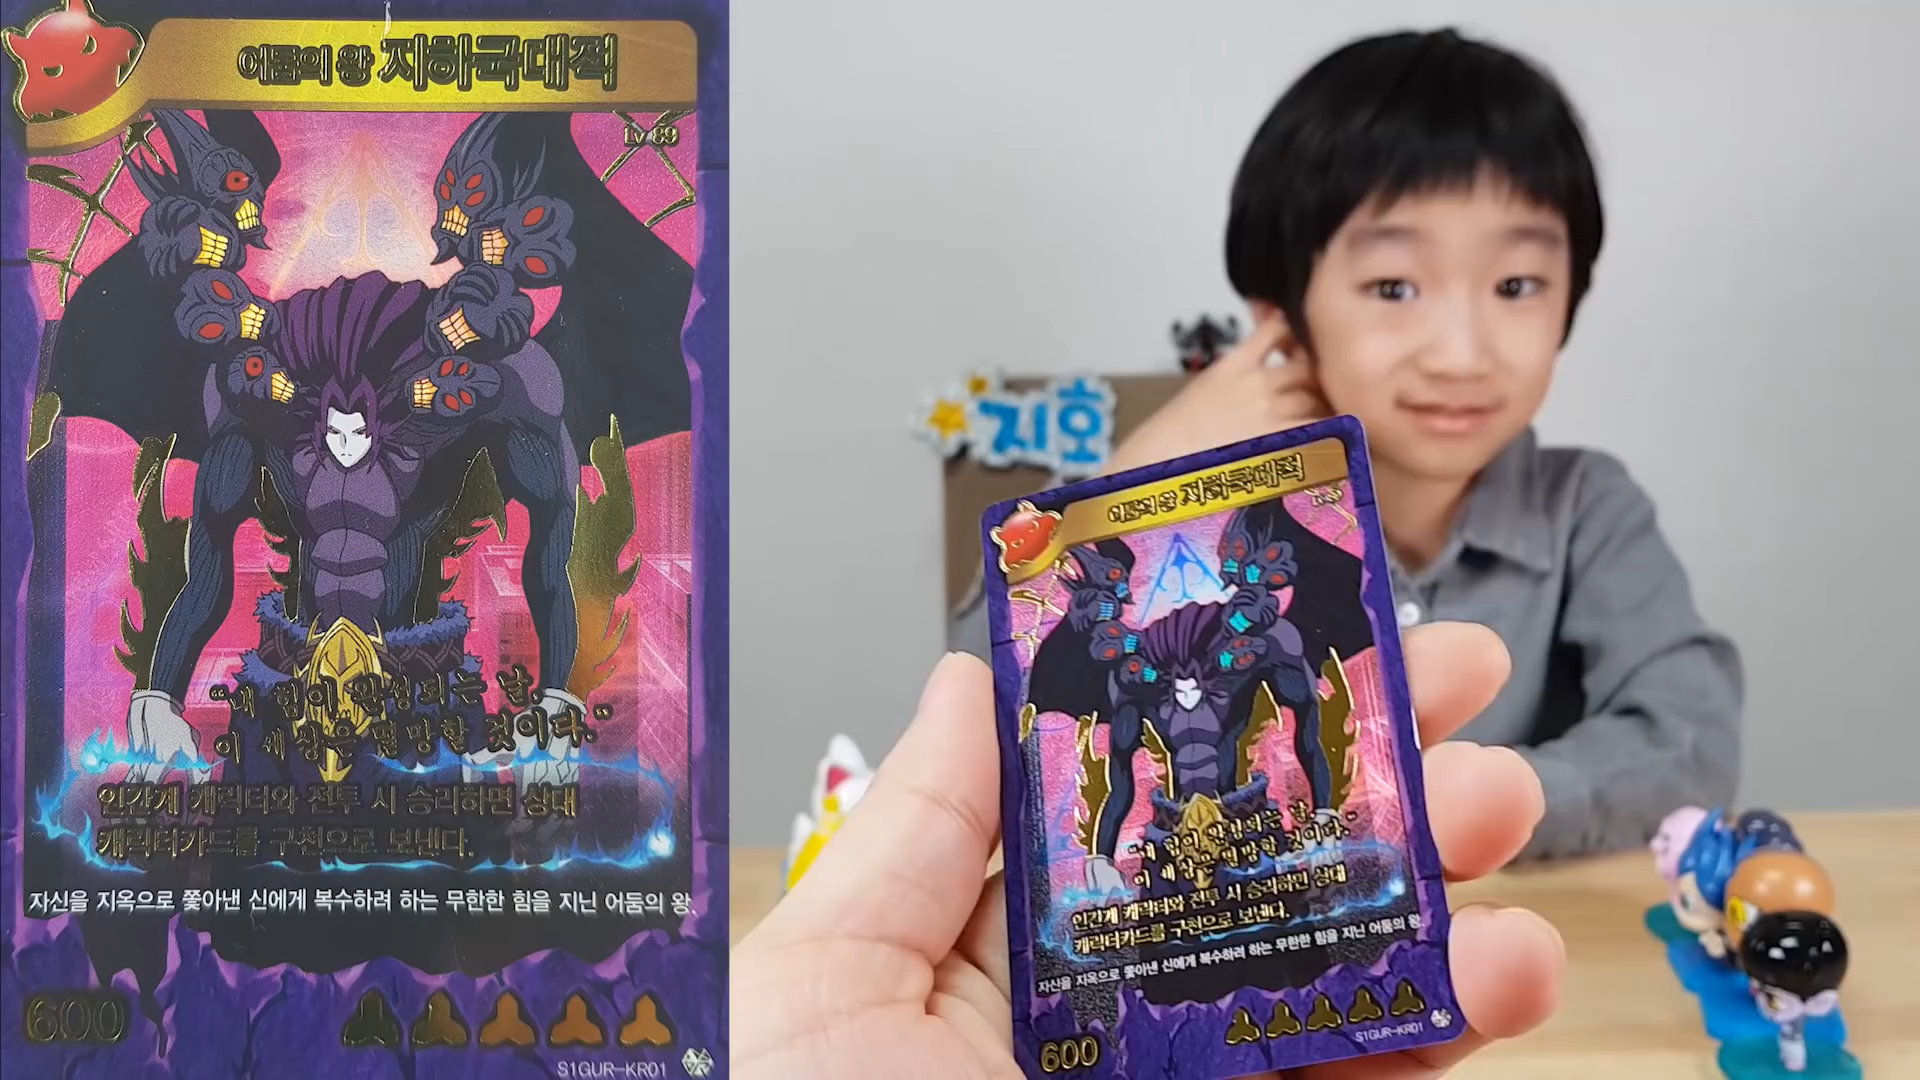 어둠의 왕 지하국대적
Lv 89
“내 힘이 완성되는 날,
이 세상은 멸망할 것이다.”
인간계 캐릭터와 전투 시 승리하면 상대
캐릭터카드를 구천으로 보낸다.
자신을 지옥으로 쫓아낸 신에게 복수하려 하는 무한한 힘을 지닌 어둠의 왕.
600
S1GUR-KR01
지호
어둠의 왕 지하국대적
“내 힘이 완성되는 날,
이 세상은 멸망할 것이다.”
인간계 캐릭터와 전투 시 승리하면 상대
캐릭터카드를 구천으로 보낸다.
자신을 지옥으로 쫓아낸 신에게 복수하려 하는 무한한 힘을 지닌 어둠의 왕.
600
S1GUR-KR01